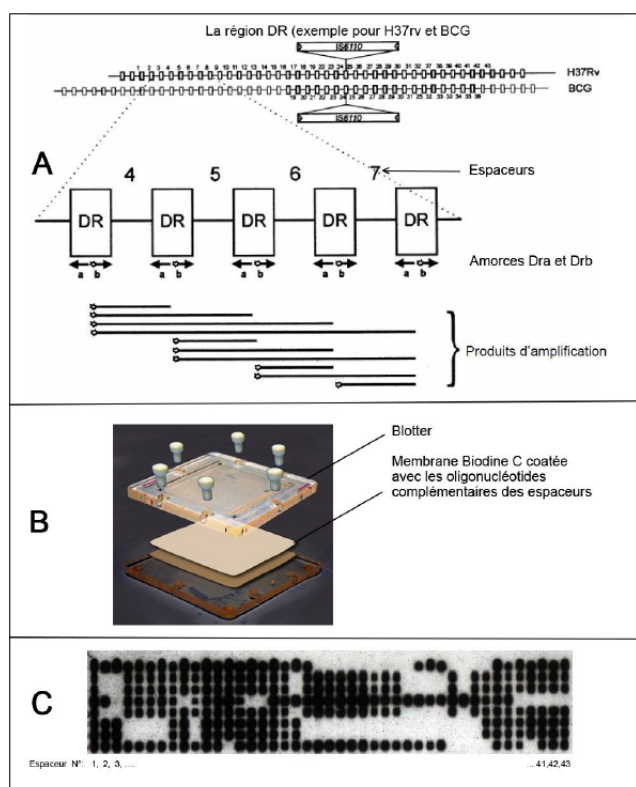 La région DR (exemple pour H37rv et BCG
IS6110
1 2 3 4 5 6 7 8 9 10 11 12 13 14 15 16 17 18 19 20 21 22 23 24 25 26 27 28 29 30 31 32 33 34 35 36 37 38 39 40 41 42 43
H37Rv
BCG
IS6110
A
4 5 6 7
Espaceurs
DR DR DR DR DR
a b a b a b a b a b
Amorces Dra et Drb
Produits d'amplification
B
Blotter
Membrane Biodine C coatée
avec les oligonucléotides
complémentaires des espaceurs
C
Espaceur N°: 1, 2, 3, .... ... 41,42,43